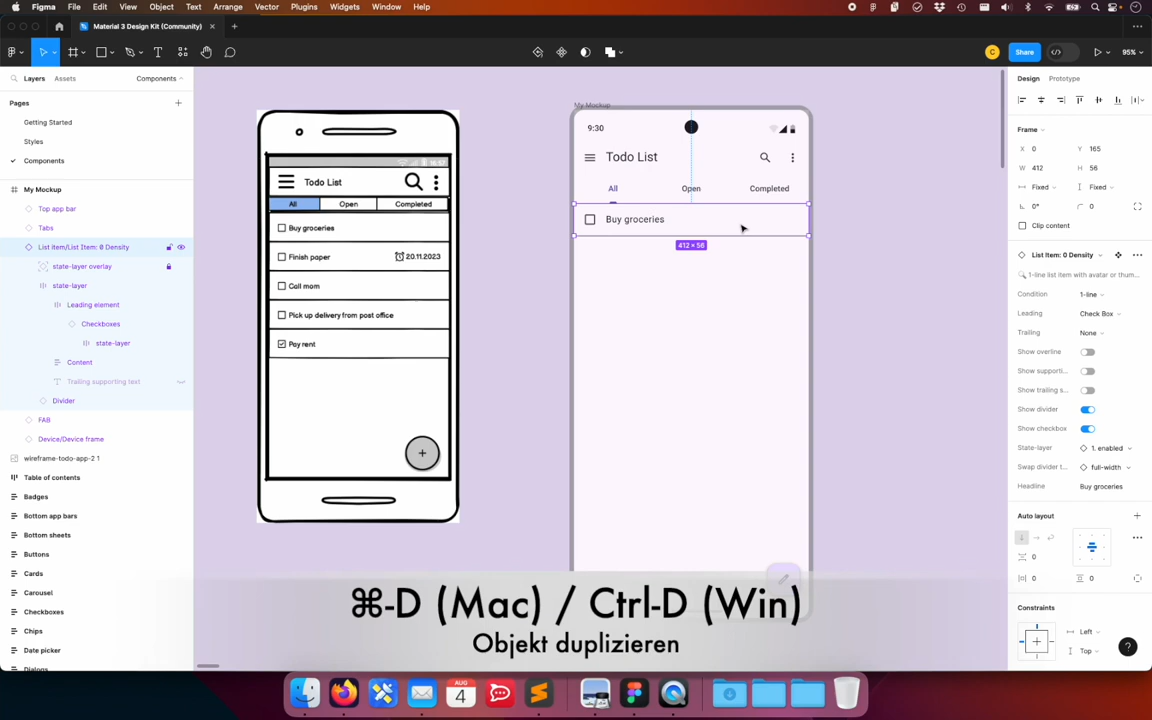 Figma File Edit View Object Text Arrange Vector Plugins Widgets Window Help
Material 3 Design Kit (Community)
C
Share
95%
Layers
Assets
Components
Pages
Getting Started
Styles
Components
My Mockup
Top app bar
Tabs
List item/List Item: 0 Density
state-layer overlay
state-layer
Leading element
Checkboxes
state-layer
Content
Trailing supporting text
Divider
FAB
Device/Device frame
wireframe-todo-app-2 1
Table of contents
Badges
Bottom app bars
Bottom sheets
Buttons
Cards
Carousel
Checkboxes
Chips
Date picker
Dialogs
16:57
Todo List
All
Open
Completed
Buy groceries
Finish paper
20.11.2023
Call mom
Pick up delivery from post office
Pay rent
My Mockup
9:30
Todo List
All
Open
Completed
Buy groceries
412 × 56
Design
Prototype
Frame
X 0
Y 165
W 412
H 56
Fixed
Fixed
0°
0
Clip content
List Item: 0 Density
1-line list item with avatar or thum...
Condition
1-line
Leading
Check Box
Trailing
None
Show overline
Show supporti...
Show trailing s...
Show divider
Show checkbox
State-layer
1. enabled
Swap divider t...
full-width
Headline
Buy groceries
Auto layout
0
0
0
Constraints
Left
Top
?
⌘-D (Mac) / Ctrl-D (Win)
Objekt duplizieren
AUG
4